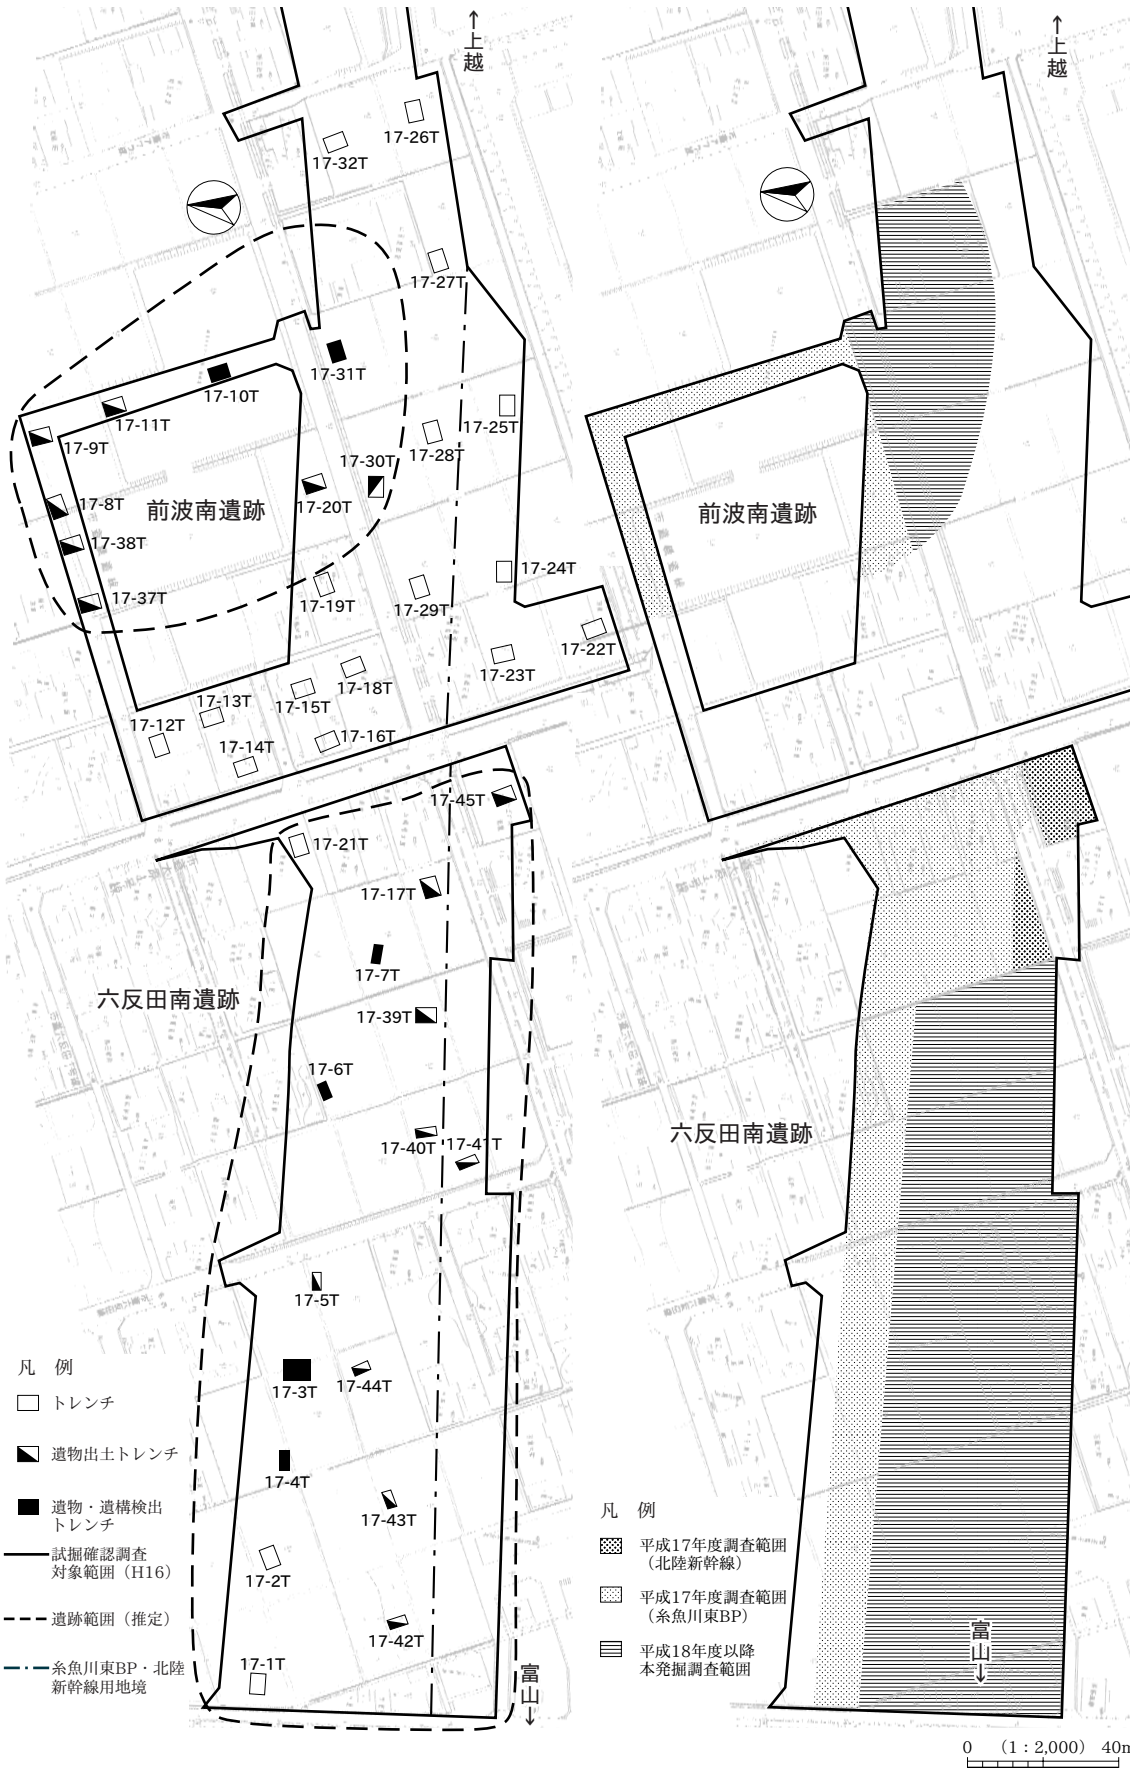 ↑上越
17-26T
17-32T
17-27T
17-31T
17-10T
17-11T
17-25T
17-9T
17-28T
17-30T
17-8T
前波南遺跡
17-20T
17-38T
17-24T
17-37T
17-19T
17-29T
17-22T
17-23T
17-18T
17-13T
17-15T
17-12T
17-14T
17-16T
17-45T
17-21T
17-17T
17-7T
六反田南遺跡
17-39T
17-6T
17-40T
17-41T
17-5T
17-3T
17-44T
17-4T
17-43T
17-2T
17-42T
17-1T
富山↓
凡 例
トレンチ
遺物出土トレンチ
遺物・遺構検出
トレンチ
試掘確認調査
対象範囲(H16)
遺跡範囲(推定)
糸魚川東BP・北陸
新幹線用地境
↑上越
前波南遺跡
六反田南遺跡
富山↓
凡 例
平成17年度調査範囲
(北陸新幹線)
平成17年度調査範囲
(糸魚川東BP)
平成18年度以降
本発掘調査範囲
0 (1:2,000) 40m